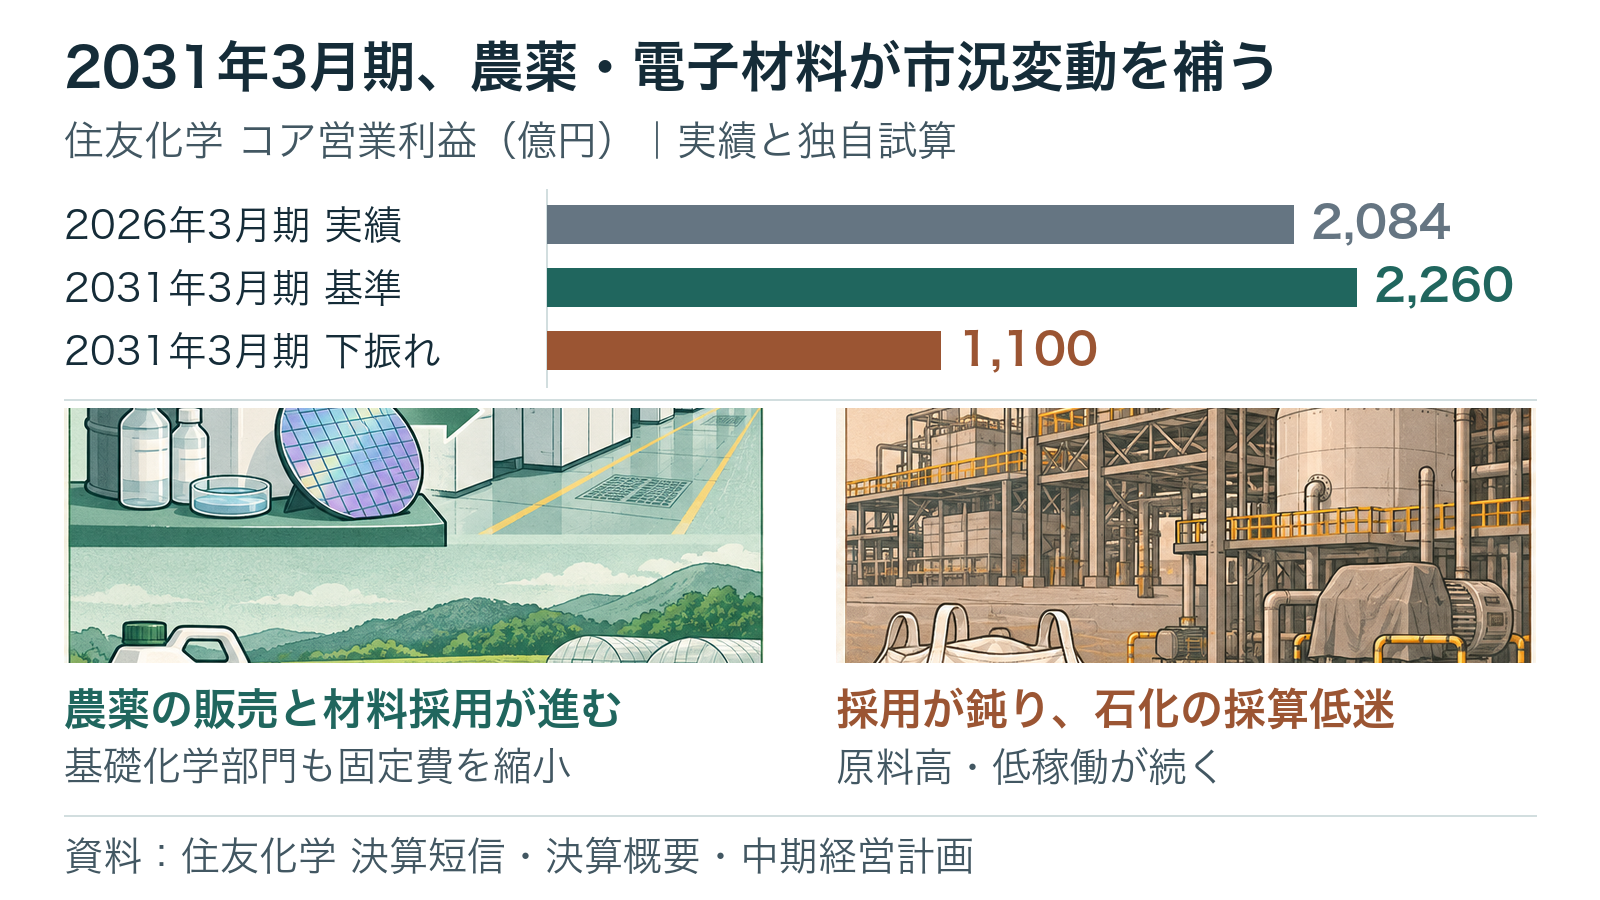 2031年3月期、農薬・電子材料が市況変動を補う
住友化学 コア営業利益（億円）｜実績と独自試算
2026年3月期 実績 2,084
2031年3月期 基準 2,260
2031年3月期 下振れ 1,100
農薬の販売と材料採用が進む
基礎化学部門も固定費を縮小
採用が鈍り、石化の採算低迷
原料高・低稼働が続く
資料：住友化学 決算短信・決算概要・中期経営計画